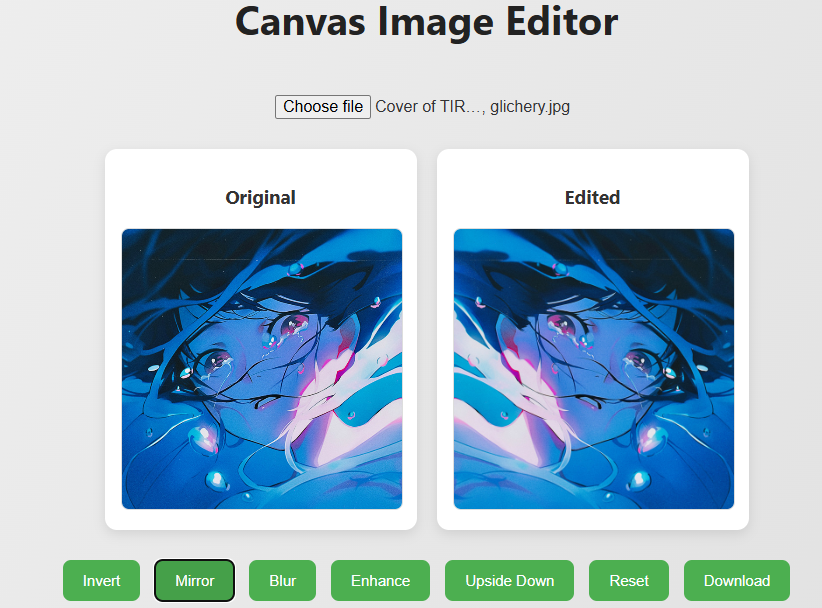 Canvas Image Editor
Choose file Cover of TIR..., glichery.jpg
Original
Edited
Invert
Mirror
Blur
Enhance
Upside Down
Reset
Download